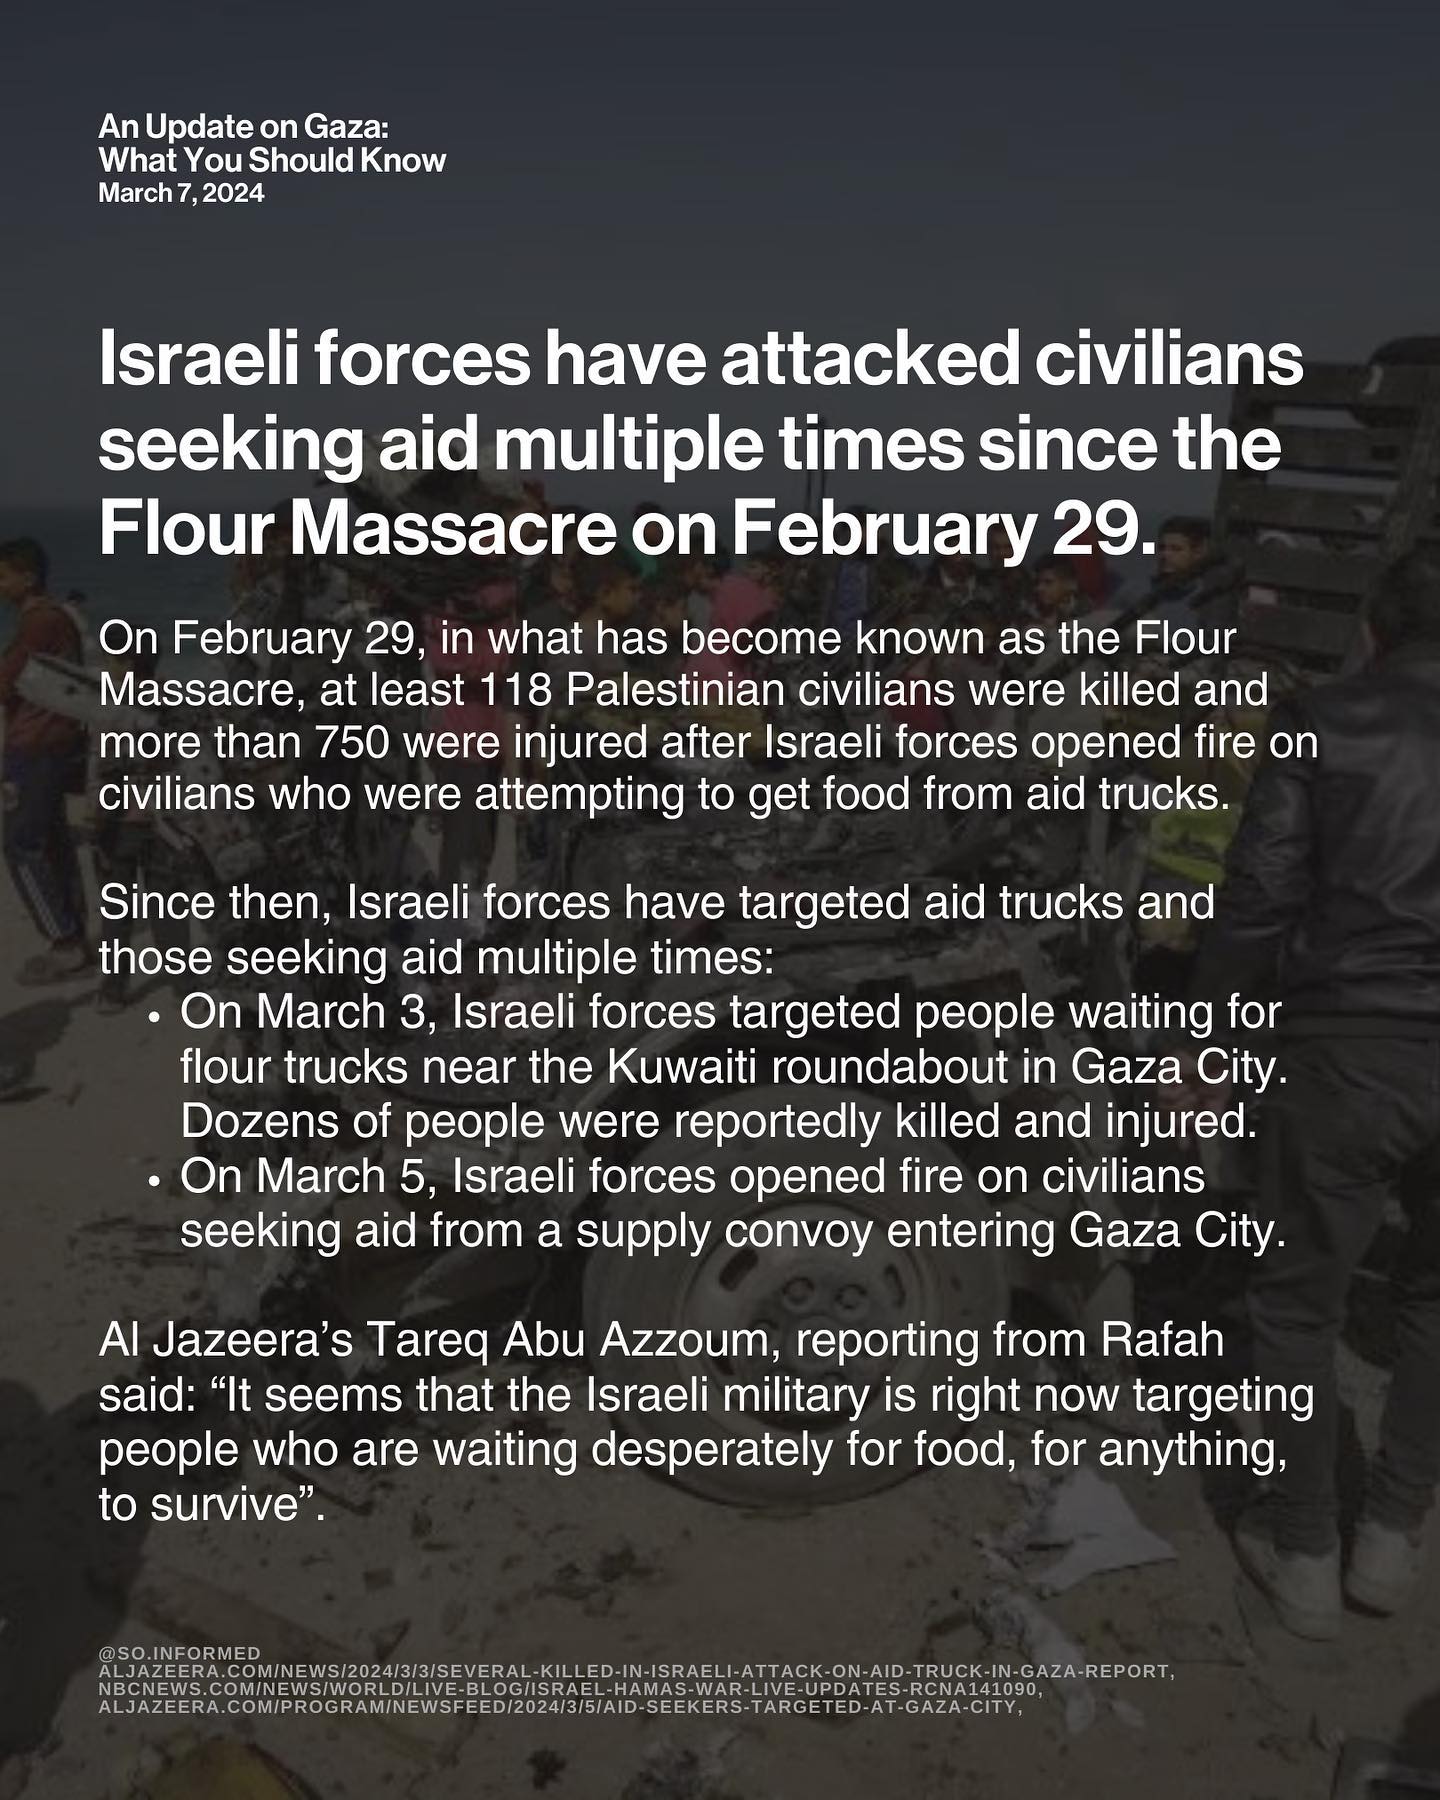 An Update on Gaza:
What You Should Know
March 7, 2024
Israeli forces have attacked civilians
seeking aid multiple times since the
Flour Massacre on February 29.
On February 29, in what has become known as the Flour
Massacre, at least 118 Palestinian civilians were killed and
more than 750 were injured after Israeli forces opened fire on
civilians who were attempting to get food from aid trucks.
Since then, Israeli forces have targeted aid trucks and
those seeking aid multiple times:
• On March 3, Israeli forces targeted people waiting for
flour trucks near the Kuwaiti roundabout in Gaza City.
Dozens of people were reportedly killed and injured.
• On March 5, Israeli forces opened fire on civilians
seeking aid from a supply convoy entering Gaza City.
Al Jazeera’s Tareq Abu Azzoum, reporting from Rafah
said: “It seems that the Israeli military is right now targeting
people who are waiting desperately for food, for anything,
to survive”.
@SO.INFORMED
ALJAZEERA.COM/NEWS/2024/3/3/SEVERAL-KILLED-IN-ISRAELI-ATTACK-ON-AID-TRUCK-IN-GAZA-REPORT,
NBCNEWS.COM/NEWS/WORLD/LIVE-BLOG/ISRAEL-HAMAS-WAR-LIVE-UPDATES-RCNA141090,
ALJAZEERA.COM/PROGRAM/NEWSFEED/2024/3/5/AID-SEEKERS-TARGETED-AT-GAZA-CITY,